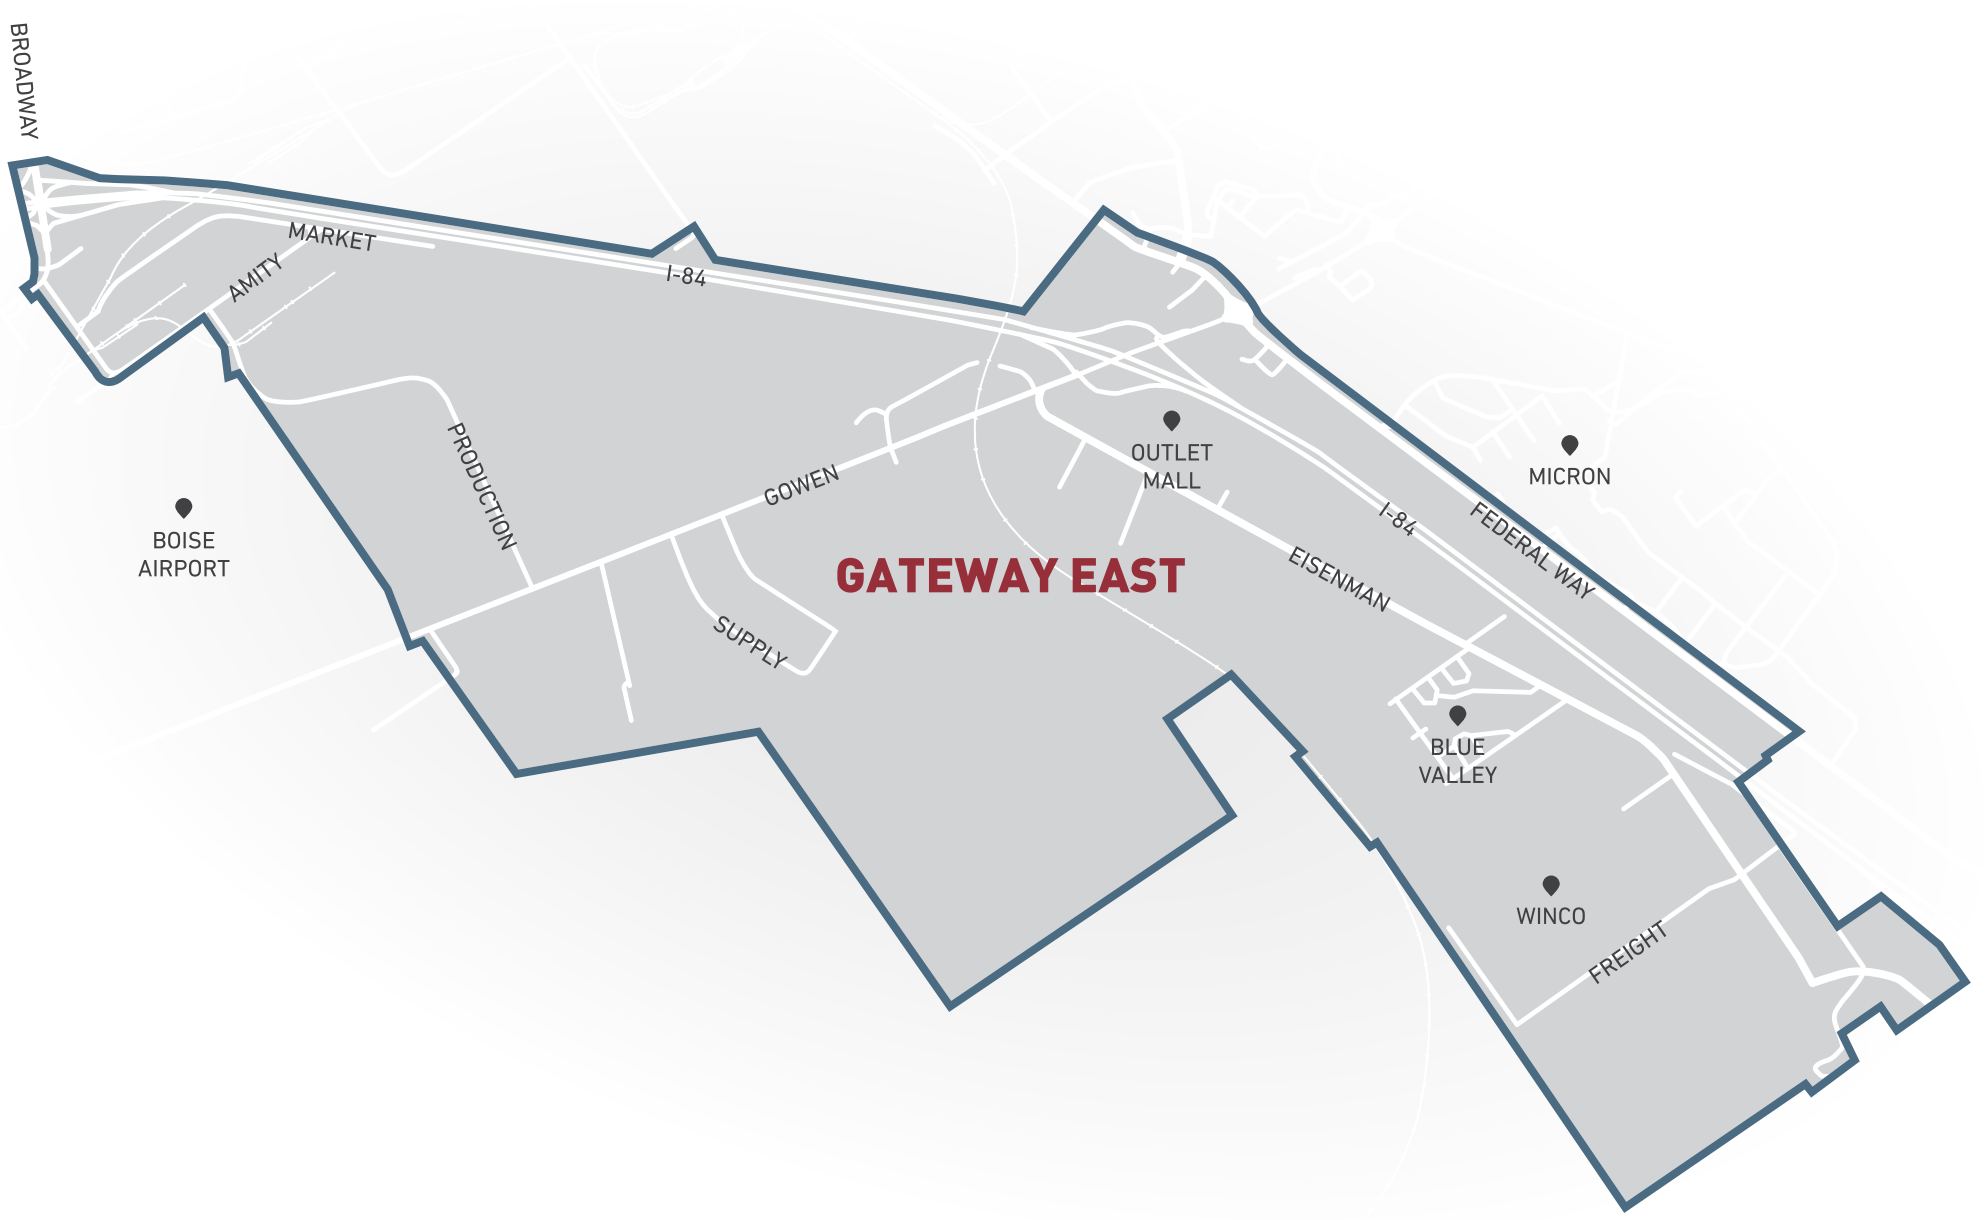 BROADWAY
MARKET
AMITY
I-84
PRODUCTION
GOWEN
OUTLET
MALL
MICRON
BOISE
AIRPORT
I-84
FEDERAL WAY
GATEWAY EAST
EISENMAN
SUPPLY
BLUE
VALLEY
WINCO
FREIGHT